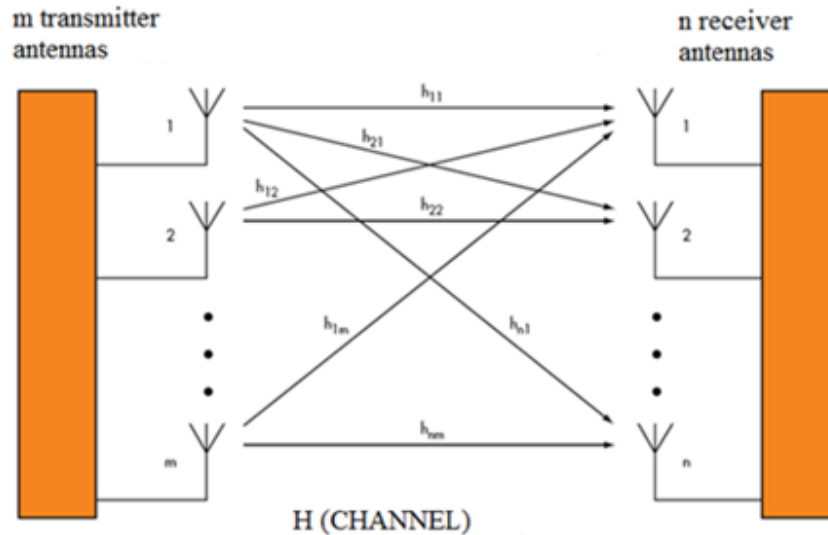 m transmitter
antennas
n receiver
antennas
h11
1
1
h21
h12
h22
2
2
h1m
hn1
hnm
m
n
H (CHANNEL)